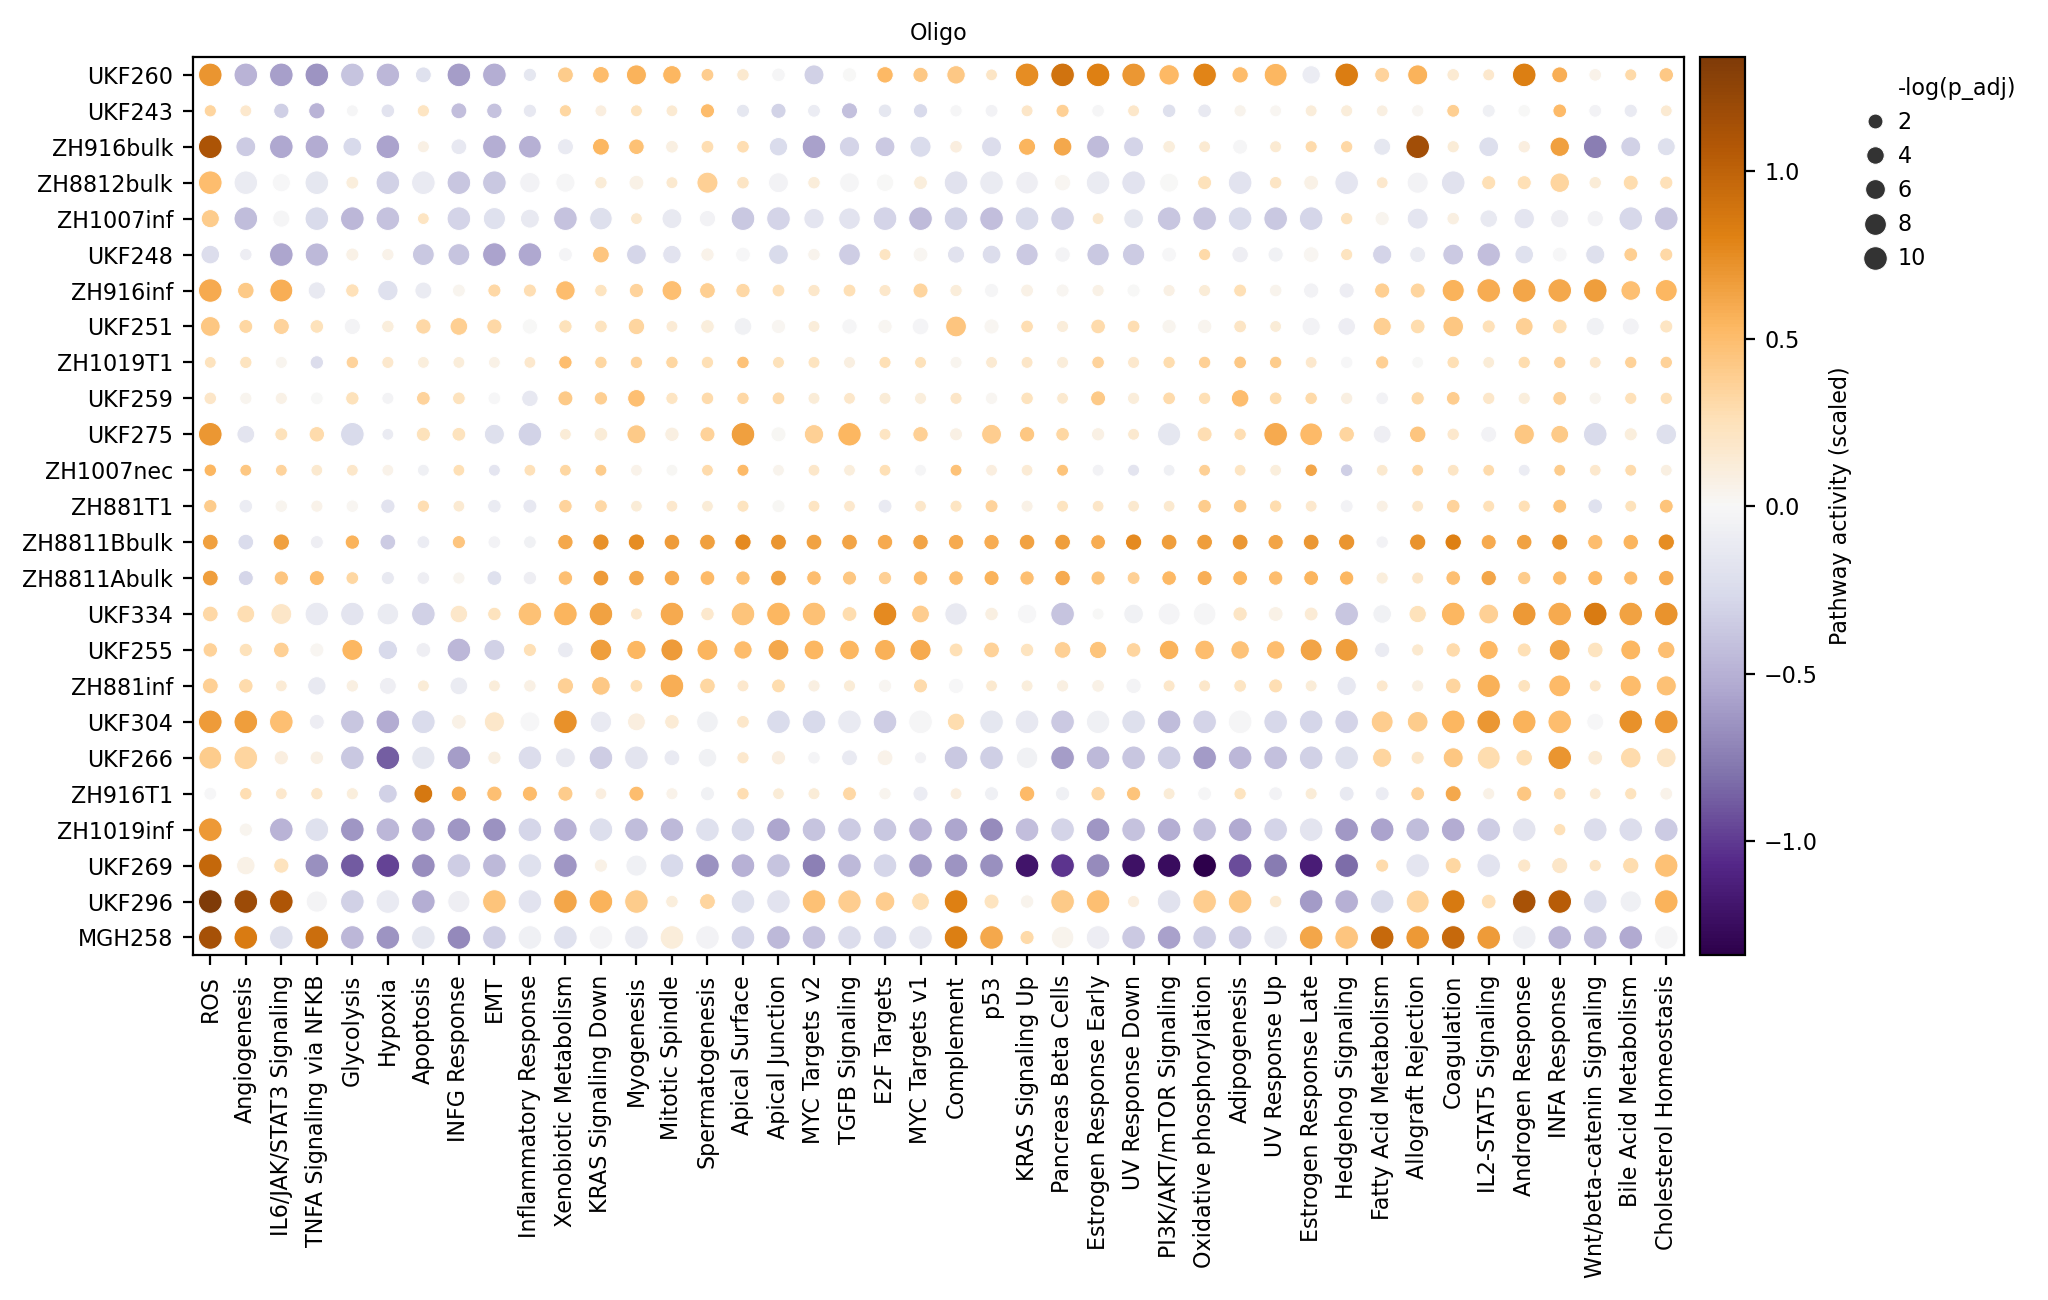 Oligo
UKF260
UKF243
ZH916bulk
ZH8812bulk
ZH1007inf
UKF248
ZH916inf
UKF251
ZH1019T1
UKF259
UKF275
ZH1007nec
ZH881T1
ZH8811Bbulk
ZH8811Abulk
UKF334
UKF255
ZH881inf
UKF304
UKF266
ZH916T1
ZH1019inf
UKF269
UKF296
MGH258
ROS
Angiogenesis
IL6/JAK/STAT3 Signaling
TNFA Signaling via NFKB
Glycolysis
Hypoxia
Apoptosis
INFG Response
EMT
Inflammatory Response
Xenobiotic Metabolism
KRAS Signaling Down
Myogenesis
Mitotic Spindle
Spermatogenesis
Apical Surface
Apical Junction
MYC Targets v2
TGFB Signaling
E2F Targets
MYC Targets v1
Complement
p53
KRAS Signaling Up
Pancreas Beta Cells
Estrogen Response Early
UV Response Down
PI3K/AKT/mTOR Signaling
Oxidative phosphorylation
Adipogenesis
UV Response Up
Estrogen Response Late
Hedgehog Signaling
Fatty Acid Metabolism
Allograft Rejection
Coagulation
IL2-STAT5 Signaling
Androgen Response
INFA Response
Wnt/beta-catenin Signaling
Bile Acid Metabolism
Cholesterol Homeostasis
1.0
0.5
0.0
−0.5
−1.0
Pathway activity (scaled)
-log(p_adj)
2
4
6
8
10